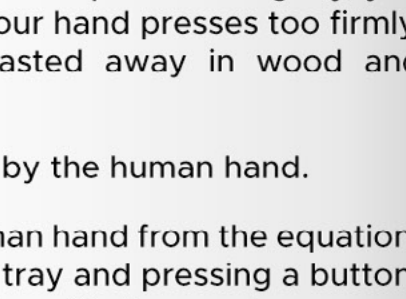 our hand presses too firmly
asted away in wood and
by the human hand.
man hand from the equation
tray and pressing a button